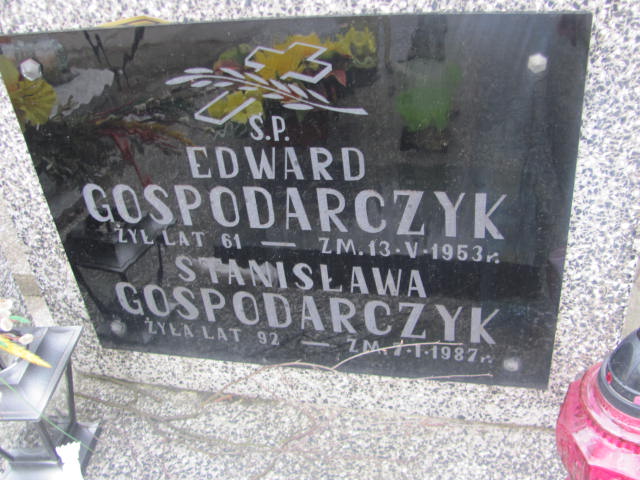 Ś.P.
EDWARD
GOSPODARCZYK
ŻYŁ LAT 61 — ZM. 13-V-1953 r.
STANISŁAWA
GOSPODARCZYK
ŻYŁA LAT 92 — ZM. 7-I-1987 r.